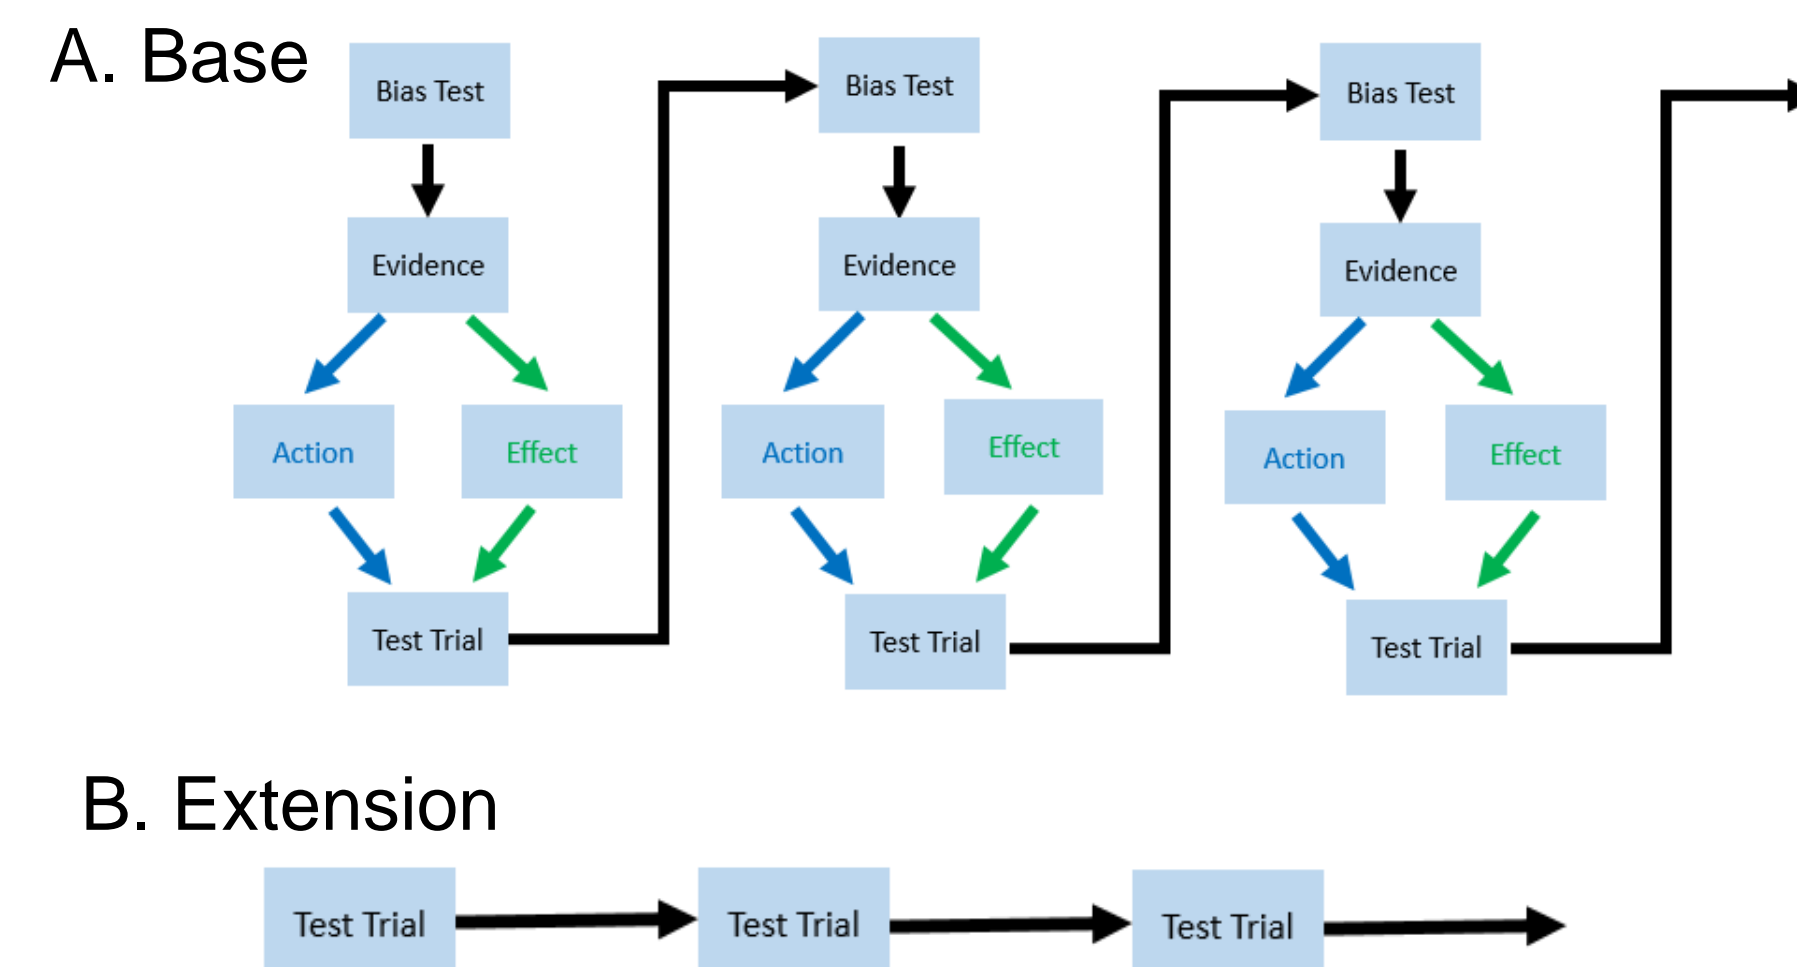 A. Base
Bias Test
Evidence
Action
Effect
Test Trial
Bias Test
Evidence
Action
Effect
Test Trial
Bias Test
Evidence
Action
Effect
Test Trial
B. Extension
Test Trial
Test Trial
Test Trial